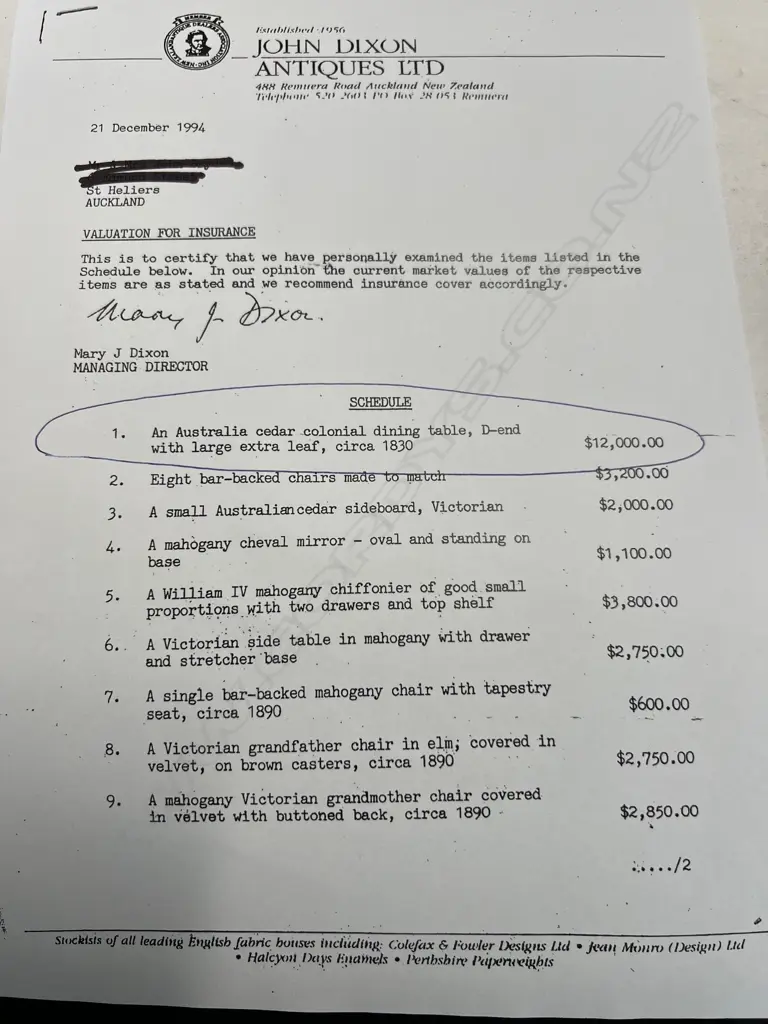 Established 1956
JOHN DIXON
ANTIQUES LTD
488 Remuera Road Auckland New Zealand
Telephone 520 2603 PO Box 28 053 Remuera
21 December 1994
St Heliers
AUCKLAND
VALUATION FOR INSURANCE
This is to certify that we have personally examined the items listed in the
Schedule below. In our opinion the current market values of the respective
items are as stated and we recommend insurance cover accordingly.
Mary J Dixon.
Mary J Dixon
MANAGING DIRECTOR
SCHEDULE
1. An Australia cedar colonial dining table, D-end
with large extra leaf, circa 1830 $12,000.00
2. Eight bar-backed chairs made to match $3,200.00
3. A small Australian cedar sideboard, Victorian $2,000.00
4. A mahogany cheval mirror - oval and standing on
base $1,100.00
5. A William IV mahogany chiffonier of good small
proportions with two drawers and top shelf $3,800.00
6. A Victorian side table in mahogany with drawer
and stretcher base $2,750.00
7. A single bar-backed mahogany chair with tapestry
seat, circa 1890 $600.00
8. A Victorian grandfather chair in elm; covered in
velvet, on brown casters, circa 1890 $2,750.00
9. A mahogany Victorian grandmother chair covered
in velvet with buttoned back, circa 1890 $2,850.00
...../2
Stockists of all leading English fabric houses including: Colefax & Fowler Designs Ltd • Jean Monro (Design) Ltd
• Halcyon Days Enamels • Perthshire Paperweights